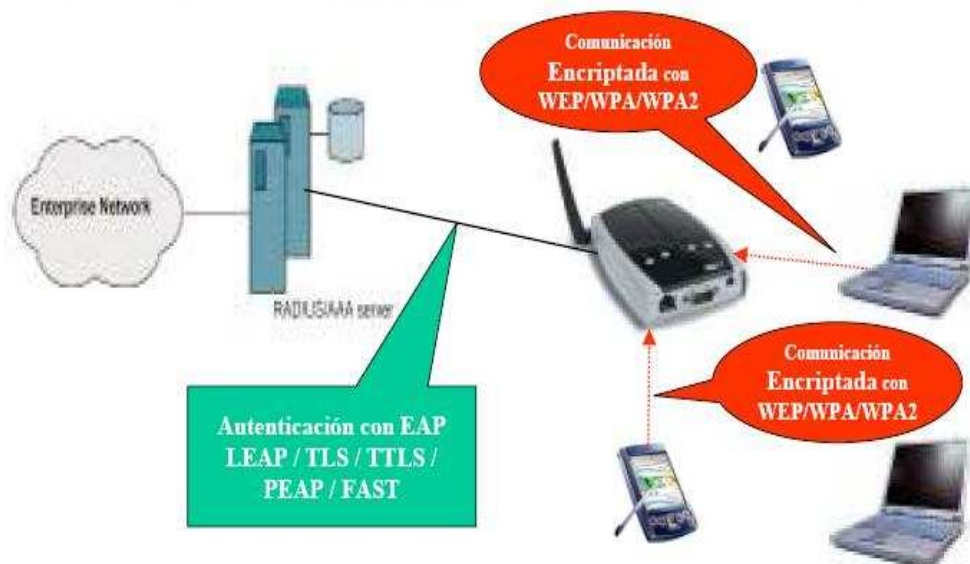 Comunicación
Encriptada con
WEP/WPA/WPA2
Enterprise Network
RADIUS/AAA server
Autenticación con EAP
LEAP / TLS / TTLS /
PEAP / FAST
Comunicación
Encriptada con
WEP/WPA/WPA2